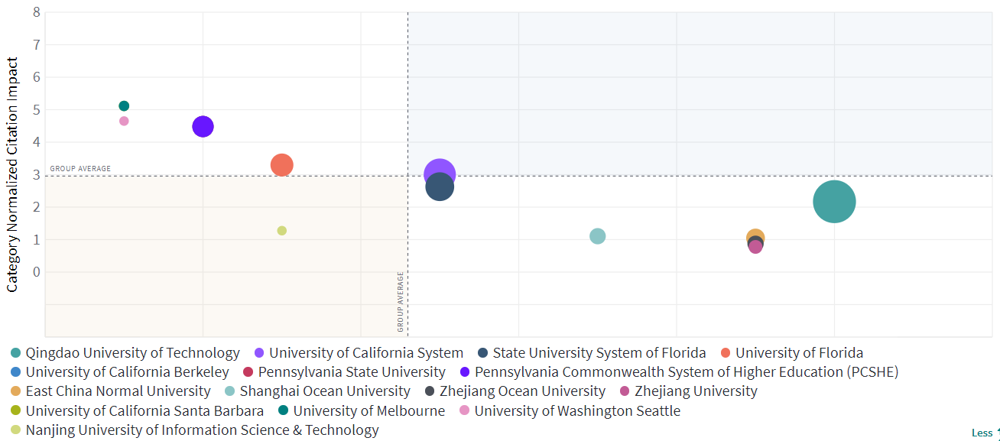 Category Normalized Citation Impact
8
7
6
5
4
3
2
1
0
GROUP AVERAGE
GROUP AVERAGE
Qingdao University of Technology University of California System State University System of Florida University of Florida
University of California Berkeley Pennsylvania State University Pennsylvania Commonwealth System of Higher Education (PCSHE)
East China Normal University Shanghai Ocean University Zhejiang Ocean University Zhejiang University
University of California Santa Barbara University of Melbourne University of Washington Seattle
Nanjing University of Information Science & Technology
Less